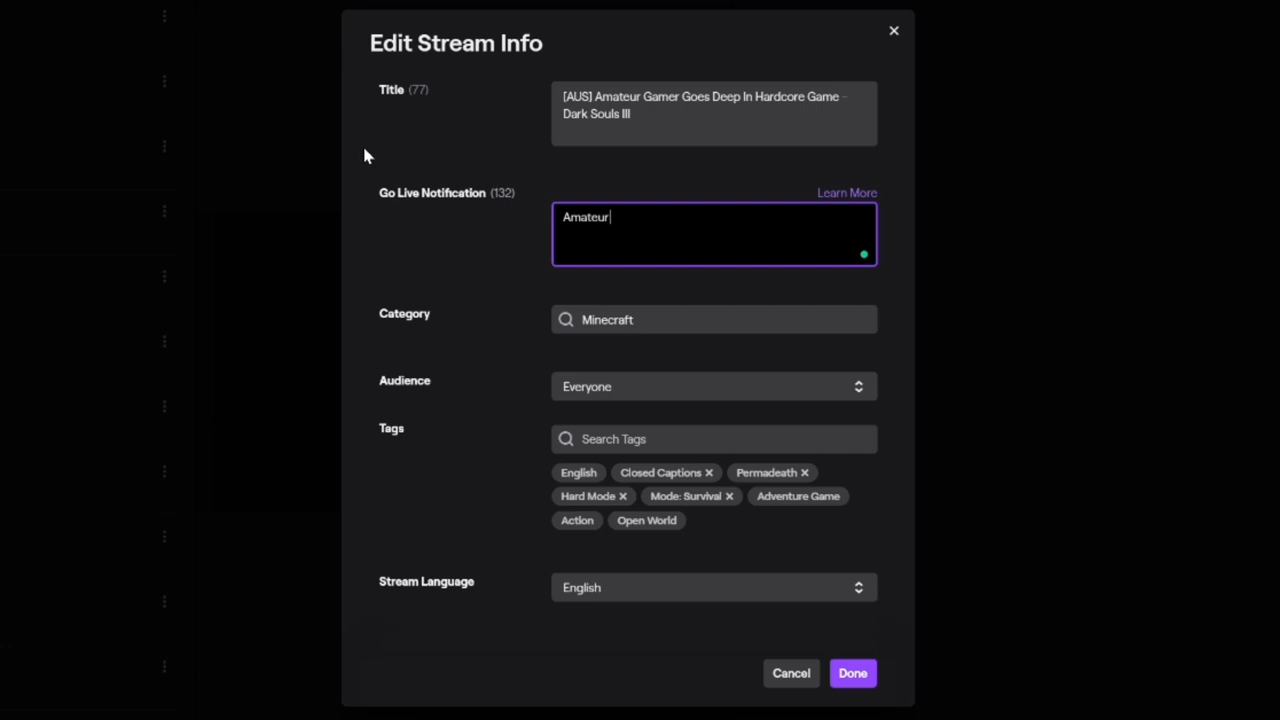 Edit Stream Info
Title (77)
[AUS] Amateur Gamer Goes Deep In Hardcore Game -
Dark Souls III
Go Live Notification (132)
Learn More
Amateur
Category
Minecraft
Audience
Everyone
Tags
Search Tags
English
Closed Captions
Permadeath
Hard Mode
Mode: Survival
Adventure Game
Action
Open World
Stream Language
English
Cancel
Done